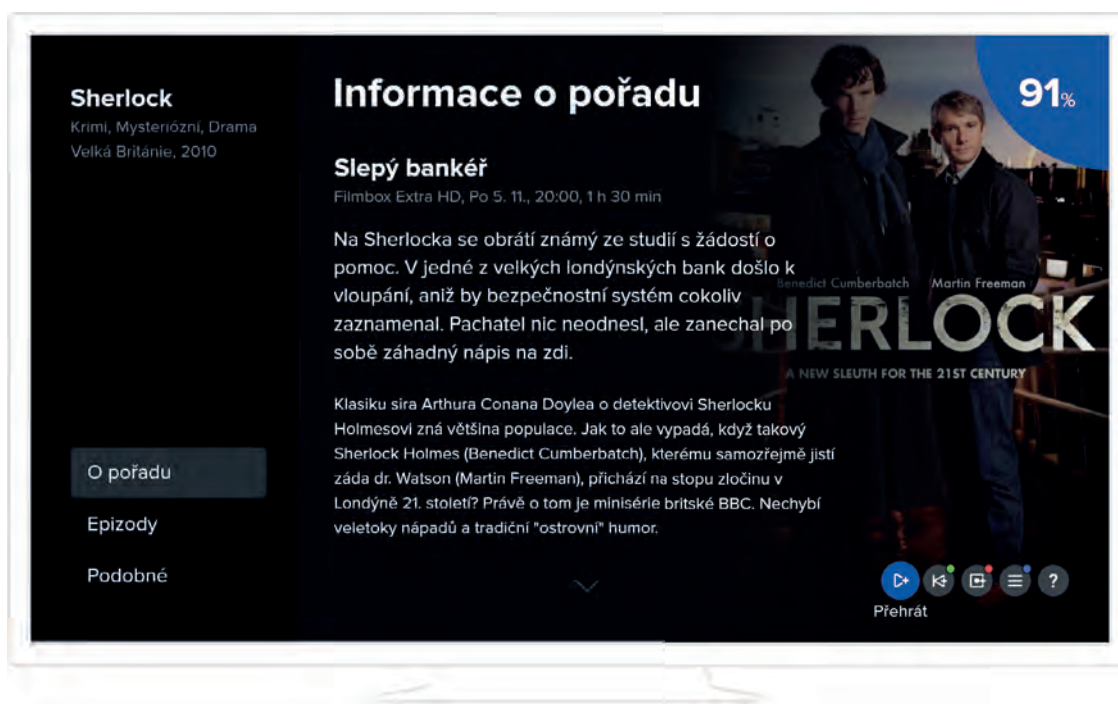 Sherlock
Krimi, Mysteriózní, Drama
Velká Británie, 2010
O pořadu
Epizody
Podobné
Informace o pořadu
Slepý bankéř
Filmbox Extra HD, Po 5. 11., 20:00, 1 h 30 min
Na Sherlocka se obrátí známý ze studií s žádostí o
pomoc. V jedné z velkých londýnských bank došlo k
vloupání, aniž by bezpečnostní systém cokoliv
zaznamenal. Pachatel nic neodnesl, ale zanechal po
sobě záhadný nápis na zdi.
Klasiku sira Arthura Conana Doylea o detektivovi Sherlocku
Holmesovi zná většina populace. Jak to ale vypadá, když takový
Sherlock Holmes (Benedict Cumberbatch), kterému samozřejmě jistí
záda dr. Watson (Martin Freeman), přichází na stopu zločinu v
Londýně 21. století? Právě o tom je minisérie britské BBC. Nechybí
veletoky nápadů a tradiční "ostrovní" humor.
91%
Benedict Cumberbatch Martin Freeman
SHERLOCK
A NEW SLEUTH FOR THE 21ST CENTURY
?
Přehrát